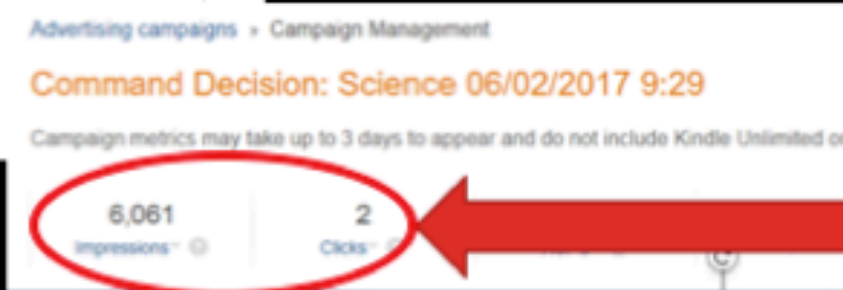 Advertising campaigns › Campaign Management
Command Decision: Science 06/02/2017 9:29
Campaign metrics may take up to 3 days to appear and do not include Kindle Unlimited
6,061 2
Impressions Clicks